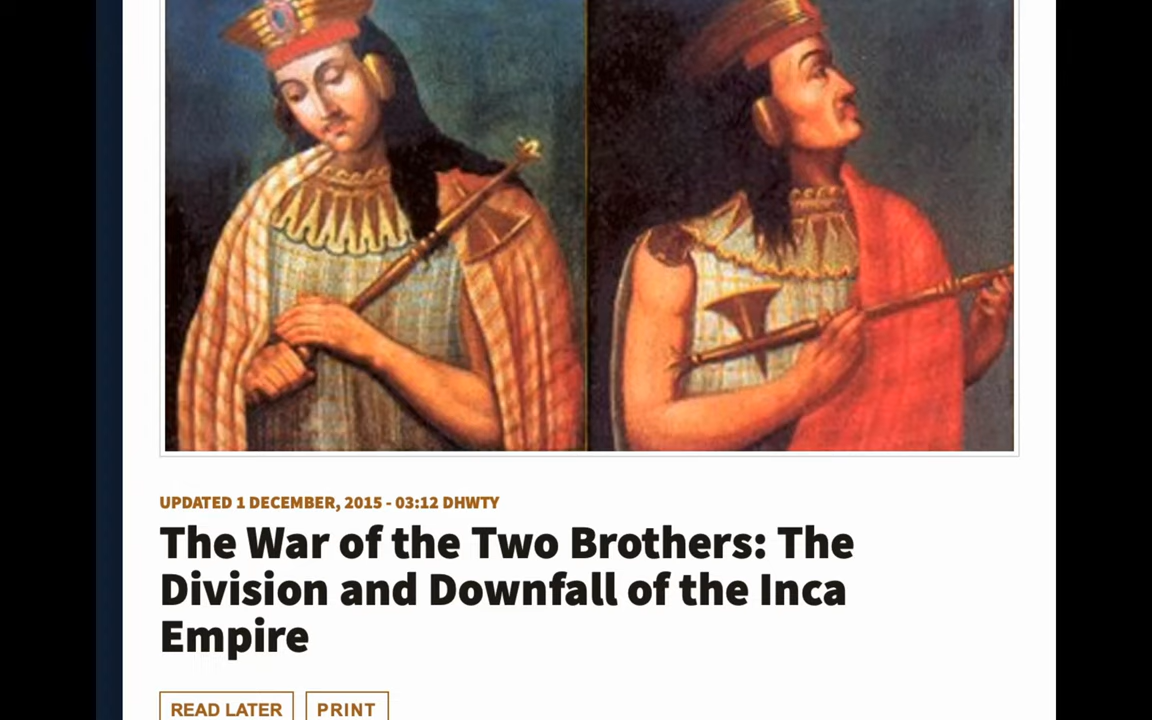 UPDATED 1 DECEMBER, 2015 - 03:12 DHWTY
The War of the Two Brothers: The
Division and Downfall of the Inca
Empire
READ LATER PRINT